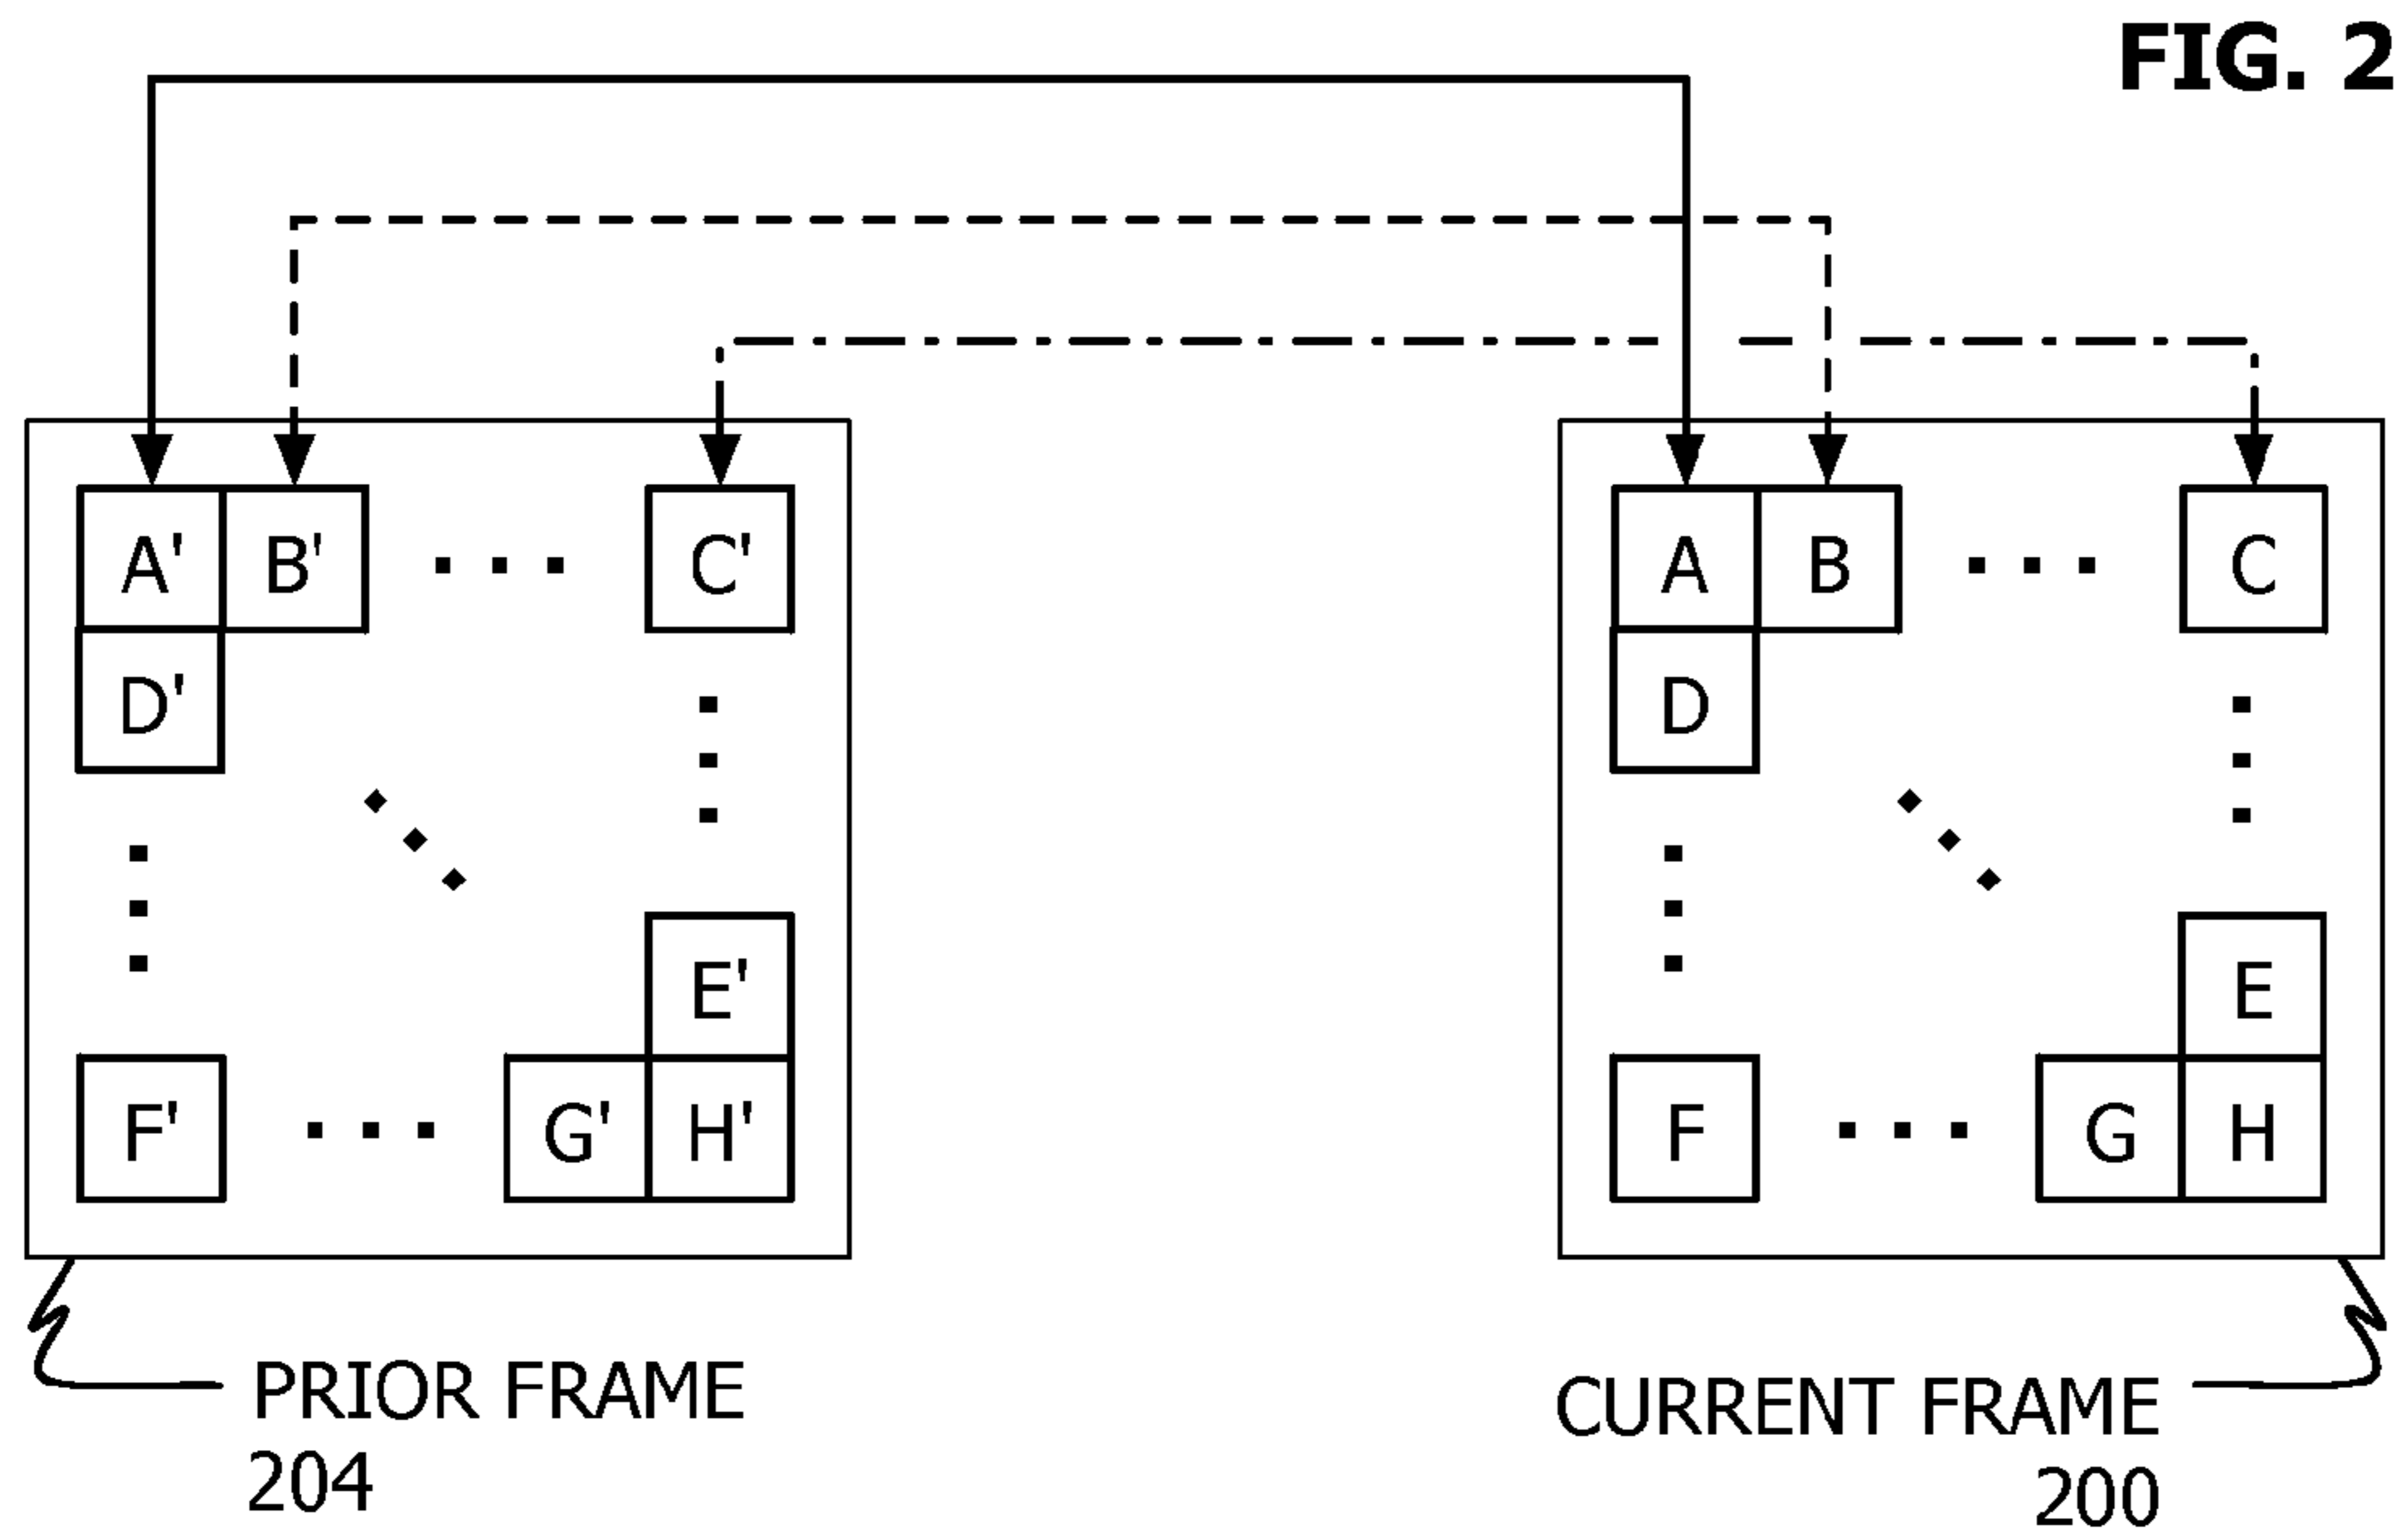 FIG. 2
A' B' ... C'
D'
E'
F' ... G' H'
A B ... C
D
E
F ... G H
PRIOR FRAME
204
CURRENT FRAME
200